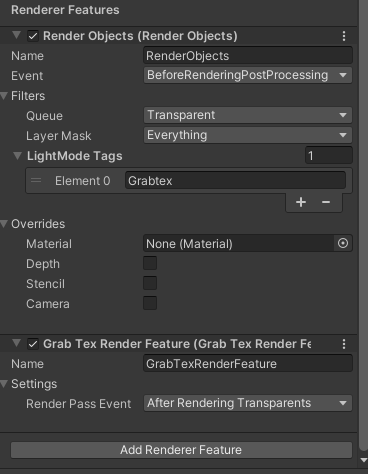 Renderer Features
Render Objects (Render Objects)
Name RenderObjects
Event BeforeRenderingPostProcessing
Filters
Queue Transparent
Layer Mask Everything
LightMode Tags 1
Element 0 Grabtex
+ −
Overrides
Material None (Material)
Depth
Stencil
Camera
Grab Tex Render Feature (Grab Tex Render Fe
Name GrabTexRenderFeature
Settings
Render Pass Event After Rendering Transparents
Add Renderer Feature